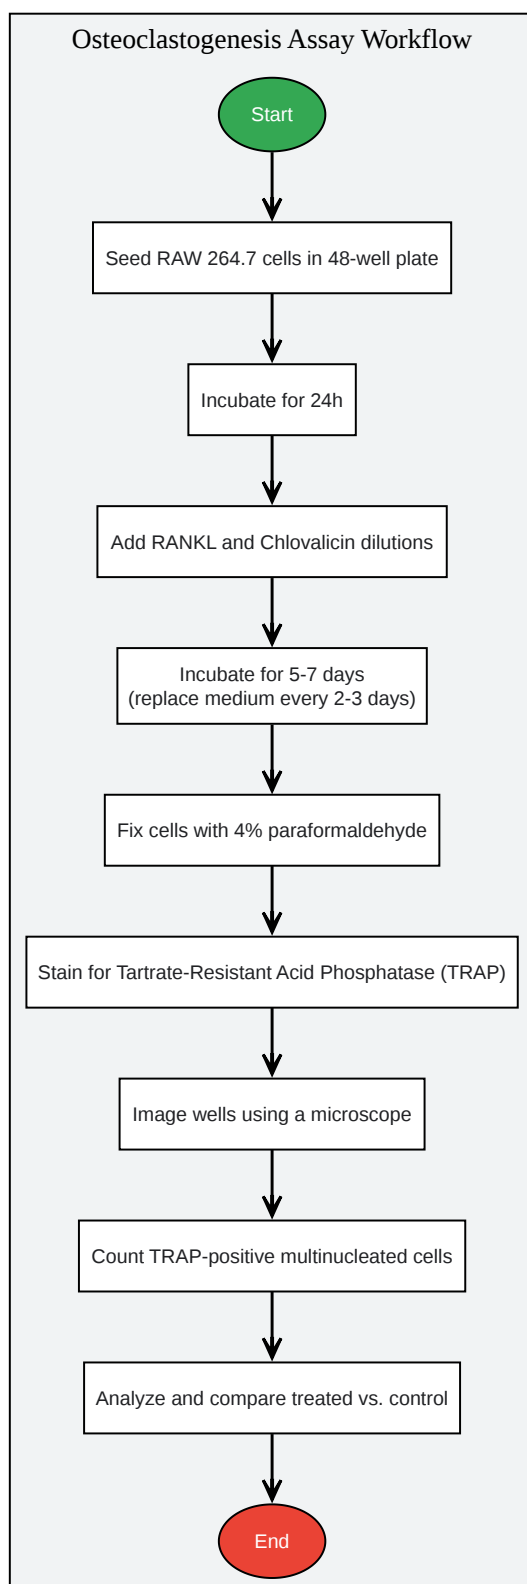 Osteoclastogenesis Assay Workflow
Start
Seed RAW 264.7 cells in 48-well plate
Incubate for 24h
Add RANKL and Chlovalicin dilutions
Incubate for 5-7 days
(replace medium every 2-3 days)
Fix cells with 4% paraformaldehyde
Stain for Tartrate-Resistant Acid Phosphatase (TRAP)
Image wells using a microscope
Count TRAP-positive multinucleated cells
Analyze and compare treated vs. control
End